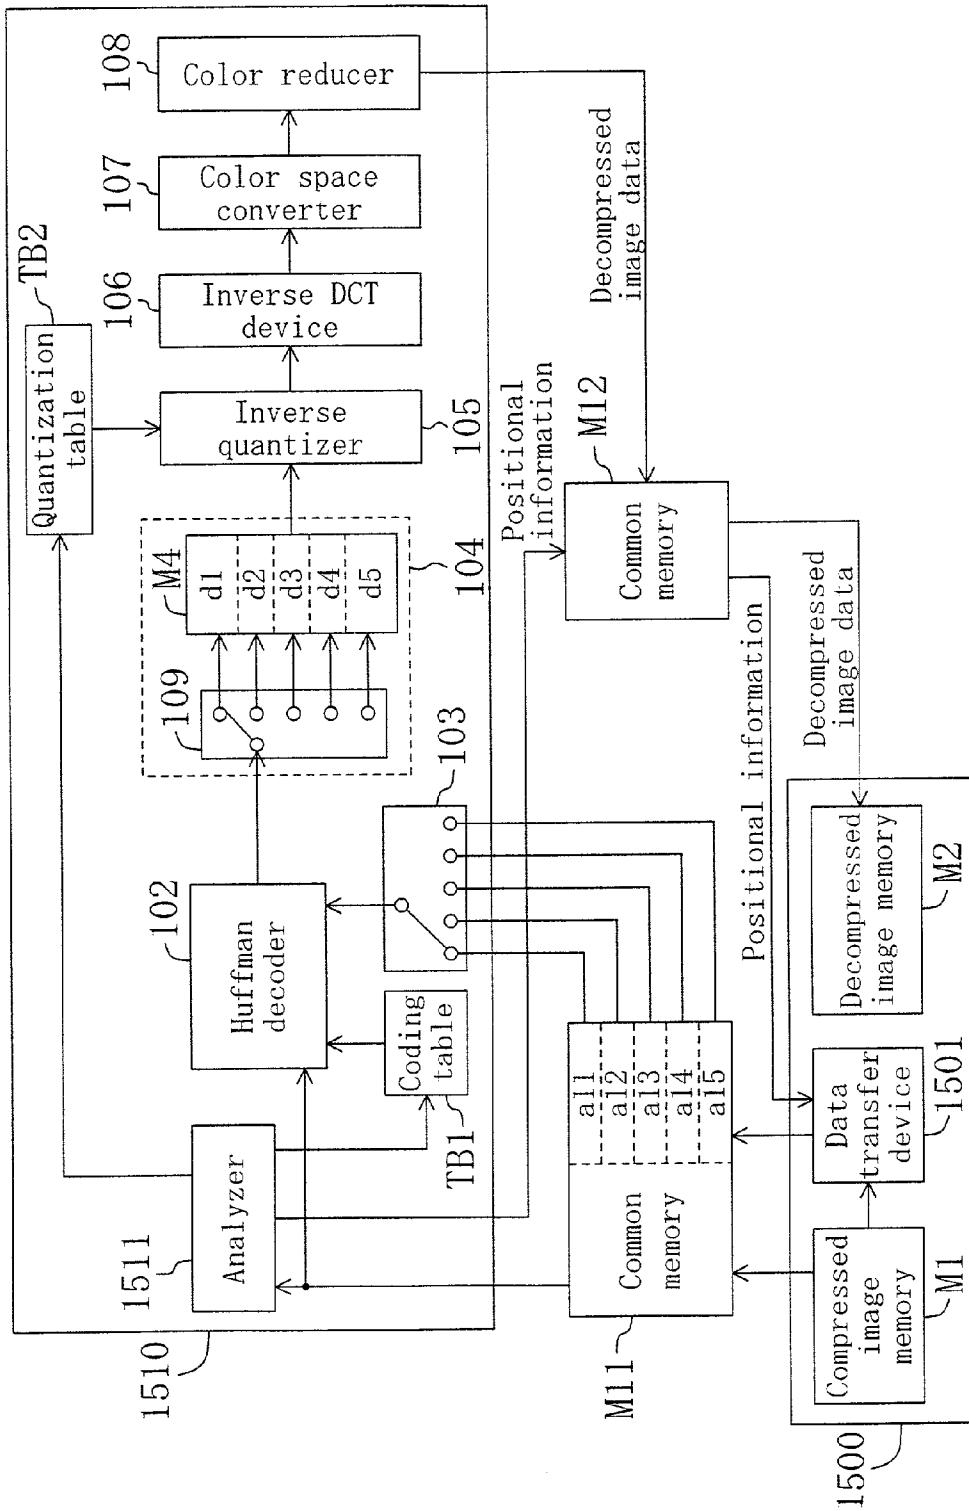 1510
1511
Analyzer
102
Huffman
decoder
Coding
table
TB1
103
109
M4
d1
d2
d3
d4
d5
104
Quantization
table
TB2
Inverse
quantizer
105
106
Inverse DCT
device
107
Color space
converter
108
Color reducer
M11
Common
memory
a11
a12
a13
a14
a15
Positional
information
M12
Common
memory
Decompressed
image data
Positional information
Decompressed
image data
1500
Compressed
image
memory
M1
Data
transfer
device
1501
Decompressed
image memory
M2